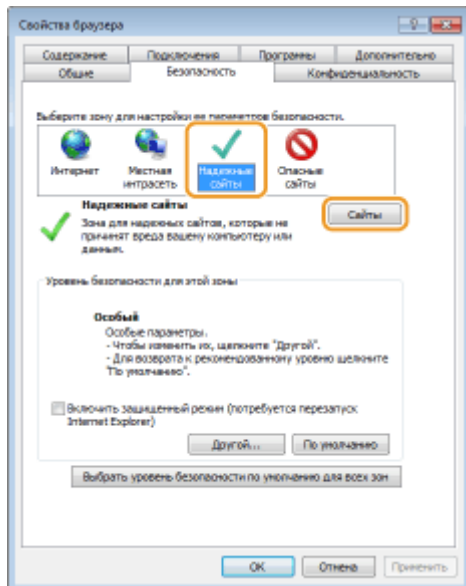 Свойства браузера
Содержание Подключения Программы Дополнительно
Общие Безопасность Конфиденциальность
Выберите зону для настройки ее параметров безопасности.
Интернет Местная интрасеть Надежные сайты Опасные сайты
Надежные сайты
Сайты
Зона для надежных сайтов, которые не
причинят вреда вашему компьютеру или
данным.
Уровень безопасности для этой зоны
Особый
Особые параметры.
- Чтобы изменить их, щелкните "Другой".
- Для возврата к рекомендованному уровню щелкните
"По умолчанию".
Включить защищенный режим (потребуется перезапуск
Internet Explorer)
Другой... По умолчанию
Выбрать уровень безопасности по умолчанию для всех зон
OK Отмена Применить